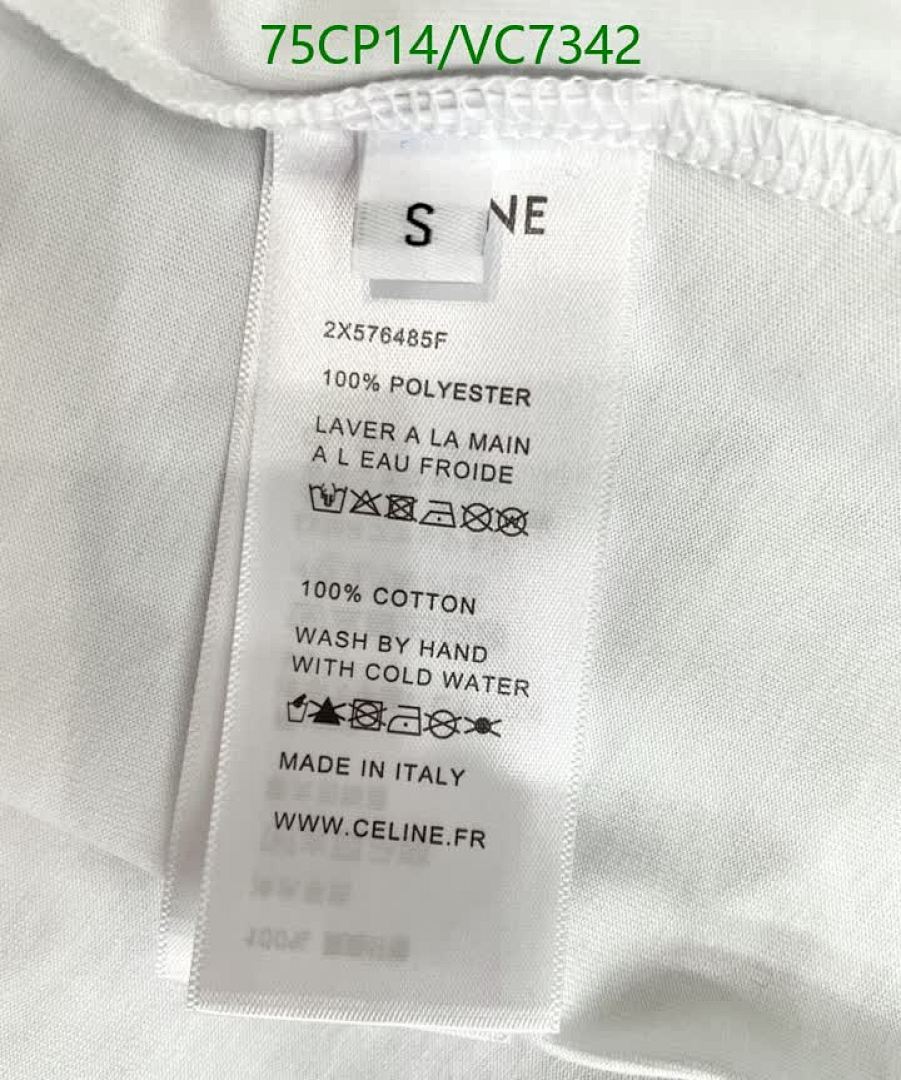 75CP14/VC7342
S
NE
2X576485F
100% POLYESTER
LAVER A LA MAIN
A L EAU FROIDE
100% COTTON
WASH BY HAND
WITH COLD WATER
MADE IN ITALY
WWW.CELINE.FR